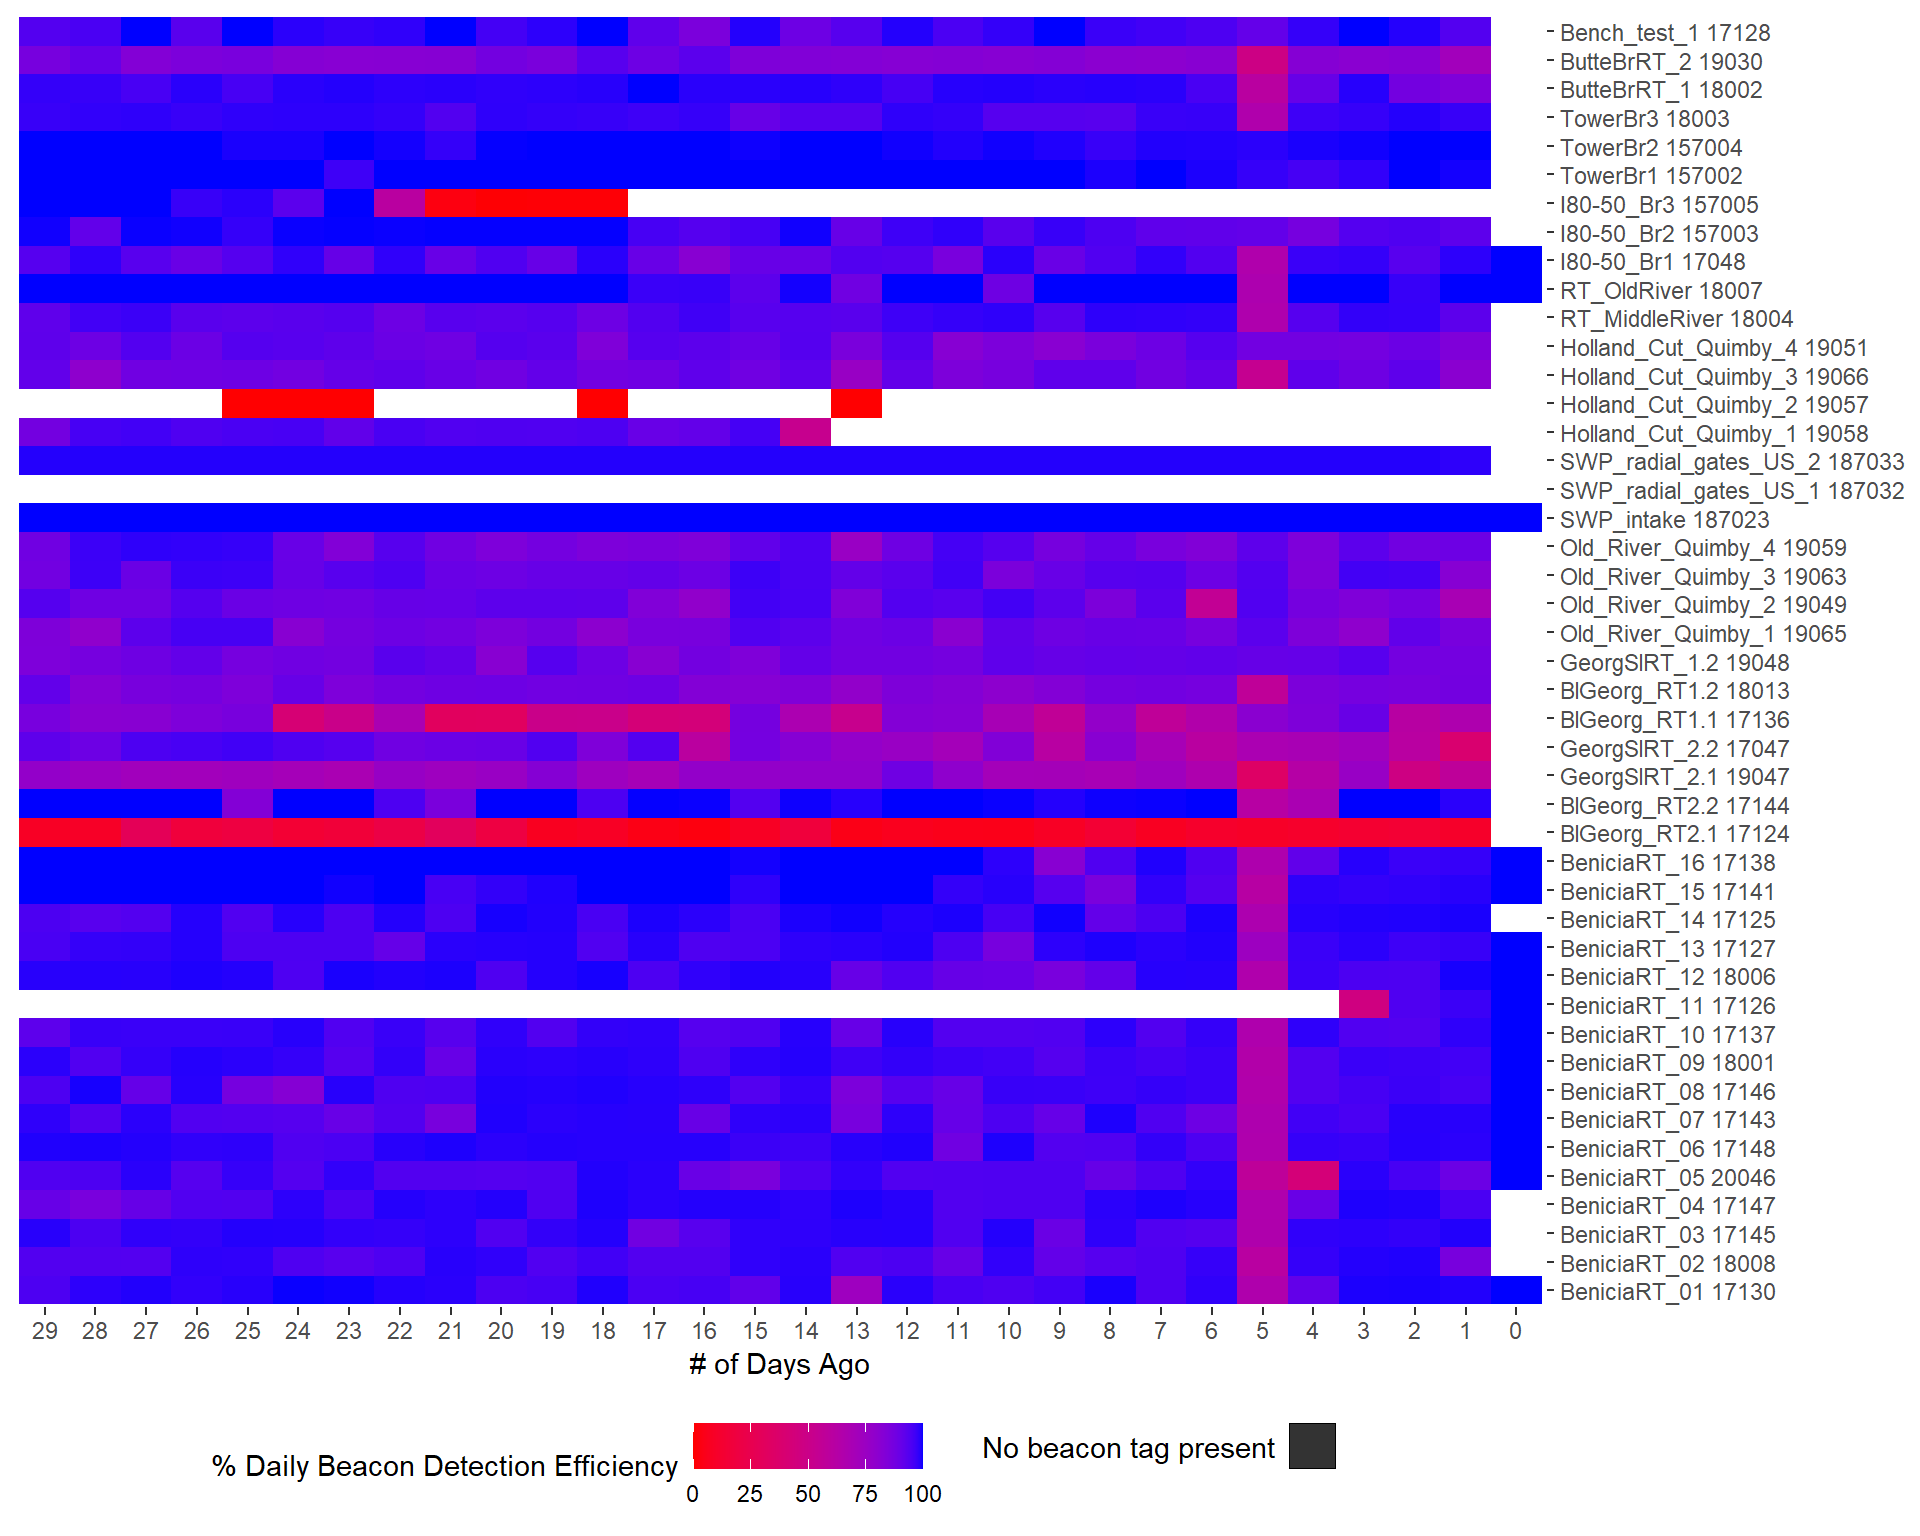 Bench_test_1 17128
ButteBrRT_2 19030
ButteBrRT_1 18002
TowerBr3 18003
TowerBr2 157004
TowerBr1 157002
I80-50_Br3 157005
I80-50_Br2 157003
I80-50_Br1 17048
RT_OldRiver 18007
RT_MiddleRiver 18004
Holland_Cut_Quimby_4 19051
Holland_Cut_Quimby_3 19066
Holland_Cut_Quimby_2 19057
Holland_Cut_Quimby_1 19058
SWP_radial_gates_US_2 187033
SWP_radial_gates_US_1 187032
SWP_intake 187023
Old_River_Quimby_4 19059
Old_River_Quimby_3 19063
Old_River_Quimby_2 19049
Old_River_Quimby_1 19065
GeorgSlRT_1.2 19048
BlGeorg_RT1.2 18013
BlGeorg_RT1.1 17136
GeorgSlRT_2.2 17047
GeorgSlRT_2.1 19047
BlGeorg_RT2.2 17144
BlGeorg_RT2.1 17124
BeniciaRT_16 17138
BeniciaRT_15 17141
BeniciaRT_14 17125
BeniciaRT_13 17127
BeniciaRT_12 18006
BeniciaRT_11 17126
BeniciaRT_10 17137
BeniciaRT_09 18001
BeniciaRT_08 17146
BeniciaRT_07 17143
BeniciaRT_06 17148
BeniciaRT_05 20046
BeniciaRT_04 17147
BeniciaRT_03 17145
BeniciaRT_02 18008
BeniciaRT_01 17130
29 28 27 26 25 24 23 22 21 20 19 18 17 16 15 14 13 12 11 10 9 8 7 6 5 4 3 2 1 0
# of Days Ago
% Daily Beacon Detection Efficiency
0 25 50 75 100
No beacon tag present